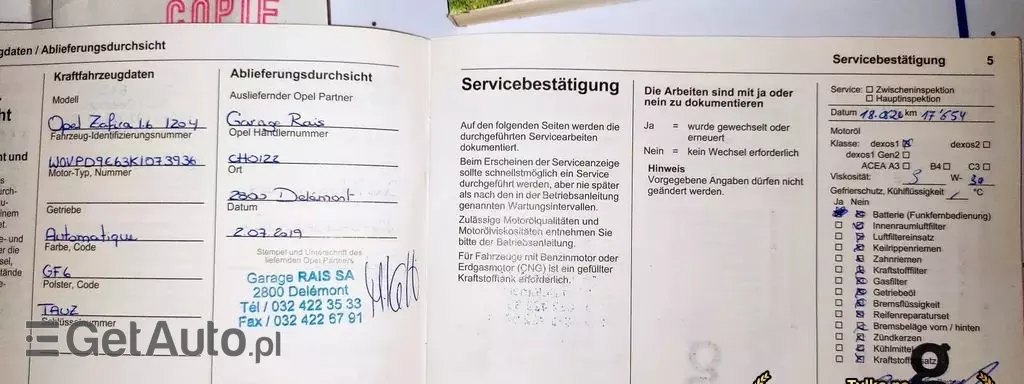 COPIE
gdaten / Ablieferungsdurchsicht
Kraftfahrzeugdaten
Modell
Opel Zafira 1.6 120Y
Fahrzeug-Identifizierungsnummer
W0VPD9C63K1073936
Motor-Typ, Nummer
Getriebe
Automatique
Farbe, Code
GF6
Polster, Code
TAUZ
Schlüsselnummer
Ablieferungsdurchsicht
Ausliefernder Opel Partner
Garage Rais
Opel Händlernummer
CH0122
Ort
2800 Delémont
Datum
2.07.2019
Stempel und Unterschrift des
liefernden Opel Partners
Garage RAIS SA
2800 Delémont
Tél / 032 422 35 33
Fax / 032 422 67 91
Servicebestätigung
Auf den folgenden Seiten werden die
durchgeführten Servicearbeiten
dokumentiert.
Beim Erscheinen der Serviceanzeige
sollte schnellstmöglich ein Service
durchgeführt werden, aber nie später
als nach den in der Betriebsanleitung
genannten Wartungsintervallen.
Zulässige Motorölqualitäten und
Motorölviskositäten entnehmen Sie
bitte der Betriebsanleitung.
Für Fahrzeuge mit Benzinmotor oder
Erdgasmotor (CNG) ist ein gefüllter
Kraftstofftank erforderlich.
Die Arbeiten sind mit ja oder
nein zu dokumentieren
Ja = wurde gewechselt oder
erneuert
Nein = kein Wechsel erforderlich
Hinweis
Vorgegebene Angaben dürfen nicht
geändert werden.
Servicebestätigung 5
Service: Zwischeninspektion
Hauptinspektion
Datum km 17'554
Motoröl
Klasse: dexos1 dexos2
dexos1 Gen2
ACEA A3 B4 C3
Viskosität: W- 30
Gefrierschutz, Kühlflüssigkeit °C
Ja Nein
Batterie (Funkfernbedienung)
Innenraumluftfilter
Luftfiltereinsatz
Keilrippenriemen
Zahnriemen
Kraftstofffilter
Gasfilter
Getriebeöl
Bremsflüssigkeit
Reifenreparaturset
Bremsbeläge vorn / hinten
Zündkerzen
Kühlmittel
GetAuto.pl